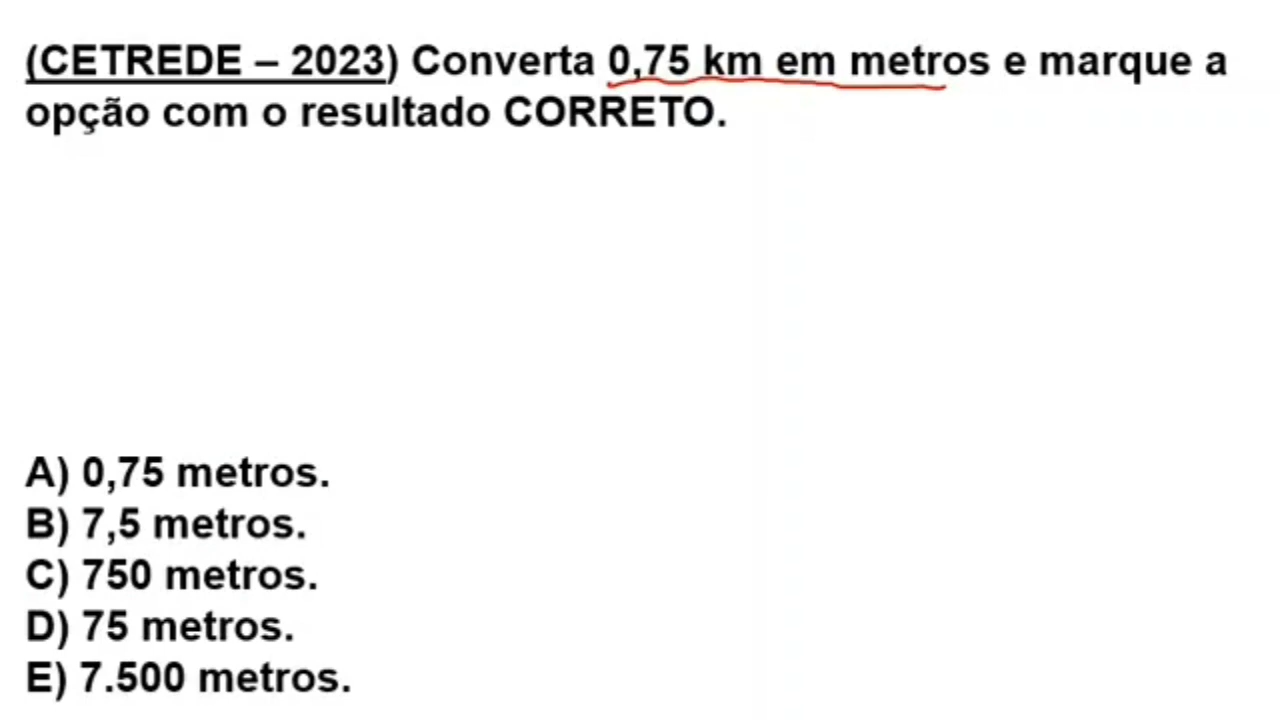 (CETREDE – 2023) Converta 0,75 km em metros e marque a
opção com o resultado CORRETO.
A) 0,75 metros.
B) 7,5 metros.
C) 750 metros.
D) 75 metros.
E) 7.500 metros.